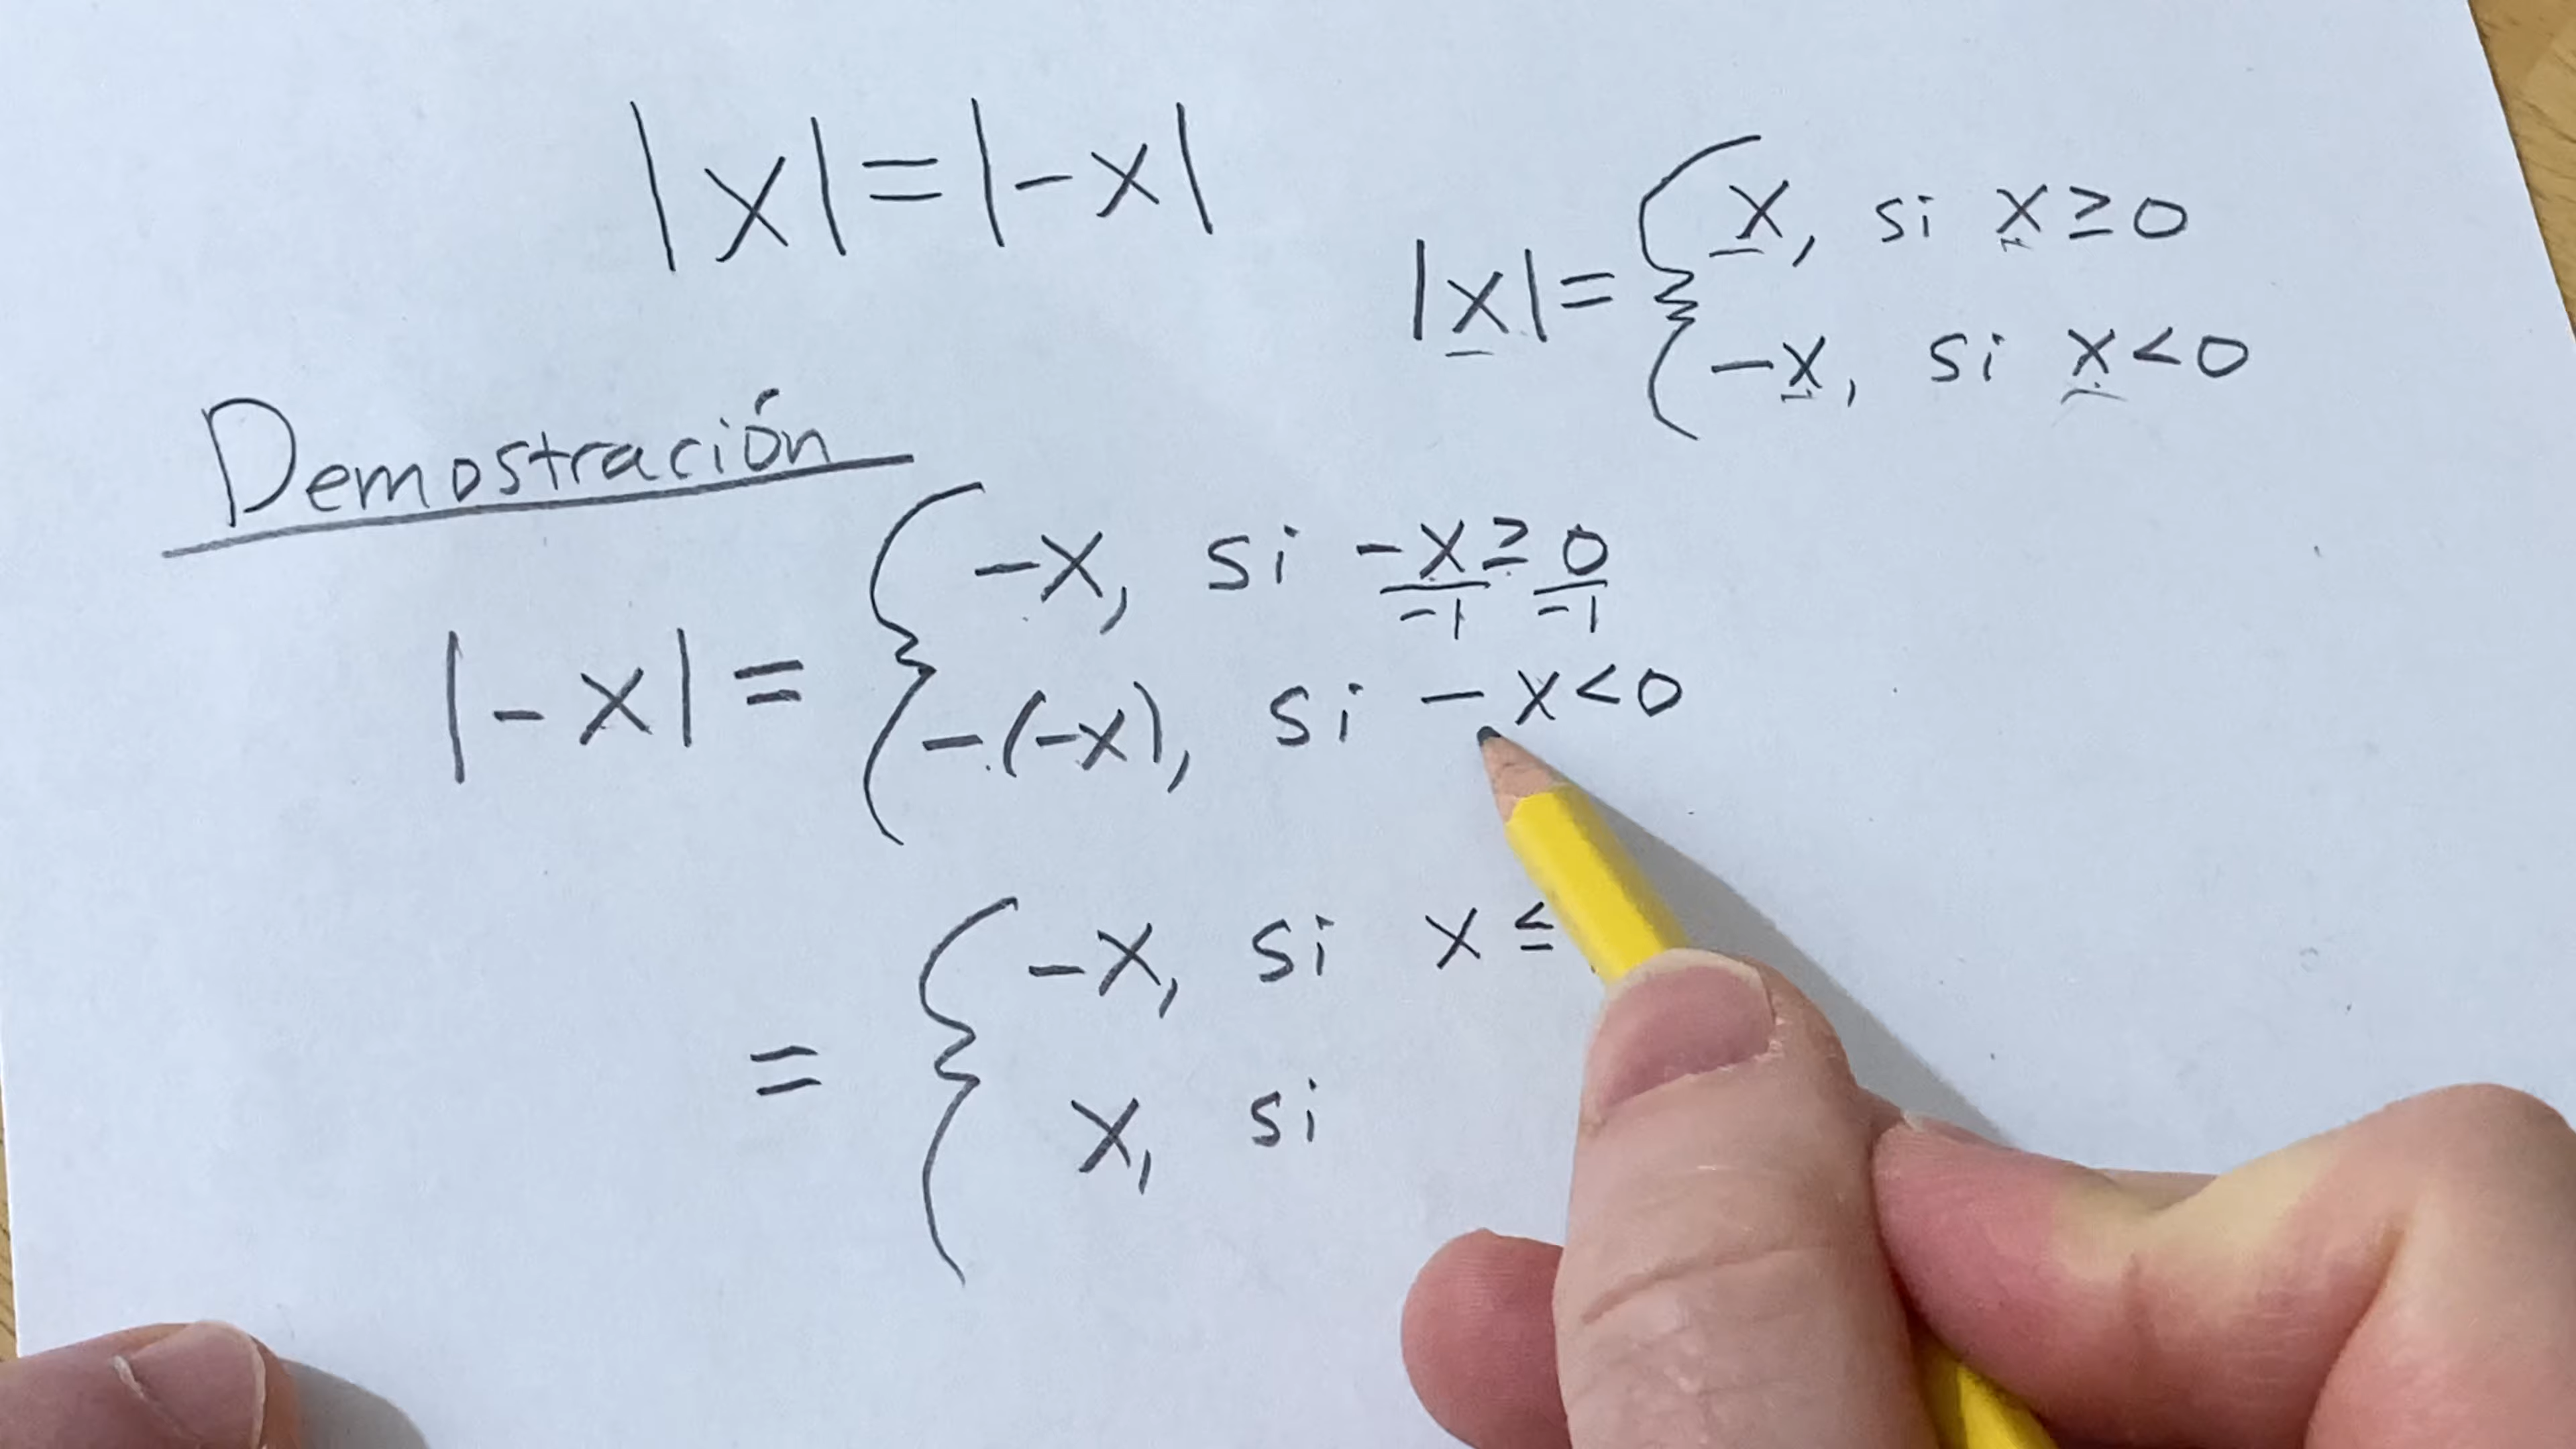 |x|=|-x|
|x|= { x, si x≥0
-x, si x<0
Demostración
|-x| = { -x, si -x/-1 ≥ 0/-1
-(-x), si -x<0
= { -x, si x ≤
x, si